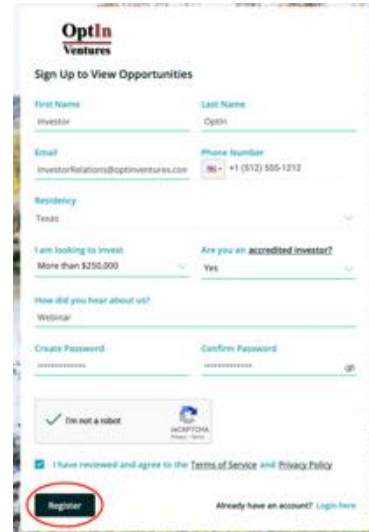 OptIn
Ventures
Sign Up to View Opportunities
First Name Last Name
Investor OptIn
Email Phone Number
InvestorRelations@optinventures.com +1 (512) 555-1212
Residency
Texas
I am looking to invest Are you an accredited investor?
More than $250,000 Yes
How did you hear about us?
Webinar
Create Password Confirm Password
I'm not a robot
reCAPTCHA
Privacy - Terms
I have reviewed and agree to the Terms of Service and Privacy Policy
Register Already have an account? Login here